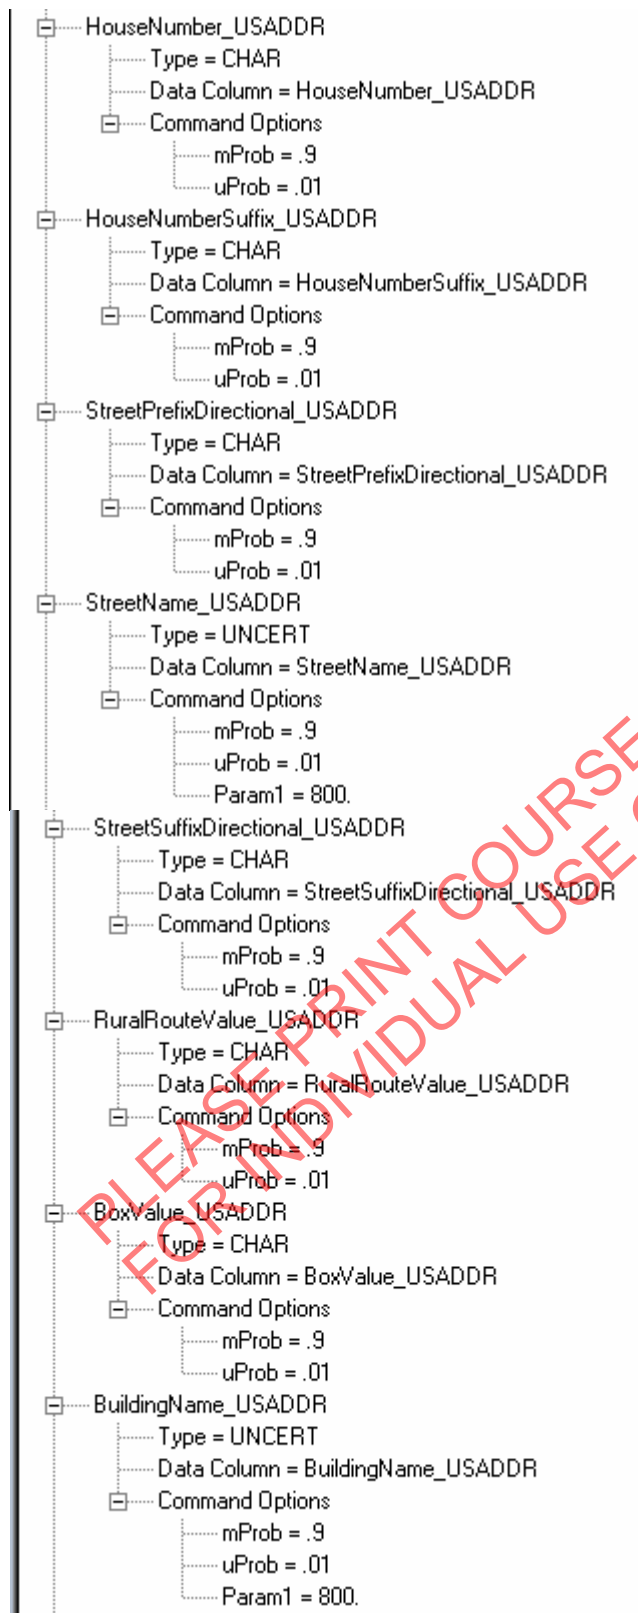 HouseNumber_USADDR
Type = CHAR
Data Column = HouseNumber_USADDR
Command Options
mProb = .9
uProb = .01
HouseNumberSuffix_USADDR
Type = CHAR
Data Column = HouseNumberSuffix_USADDR
Command Options
mProb = .9
uProb = .01
StreetPrefixDirectional_USADDR
Type = CHAR
Data Column = StreetPrefixDirectional_USADDR
Command Options
mProb = .9
uProb = .01
StreetName_USADDR
Type = UNCERT
Data Column = StreetName_USADDR
Command Options
mProb = .9
uProb = .01
Param1 = 800.
StreetSuffixDirectional_USADDR
Type = CHAR
Data Column = StreetSuffixDirectional_USADDR
Command Options
mProb = .9
uProb = .01
RuralRouteValue_USADDR
Type = CHAR
Data Column = RuralRouteValue_USADDR
Command Options
mProb = .9
uProb = .01
BoxValue_USADDR
Type = CHAR
Data Column = BoxValue_USADDR
Command Options
mProb = .9
uProb = .01
BuildingName_USADDR
Type = UNCERT
Data Column = BuildingName_USADDR
Command Options
mProb = .9
uProb = .01
Param1 = 800.
PLEASE PRINT COURSE
FOR INDIVIDUAL USE